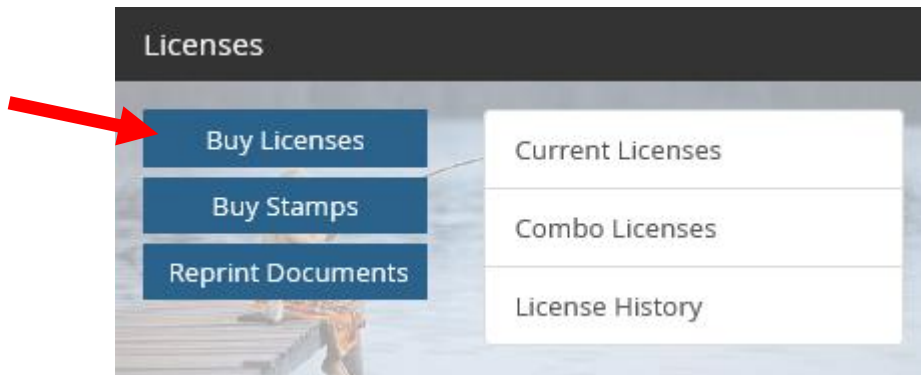 Licenses
Buy Licenses
Buy Stamps
Reprint Documents
Current Licenses
Combo Licenses
License History